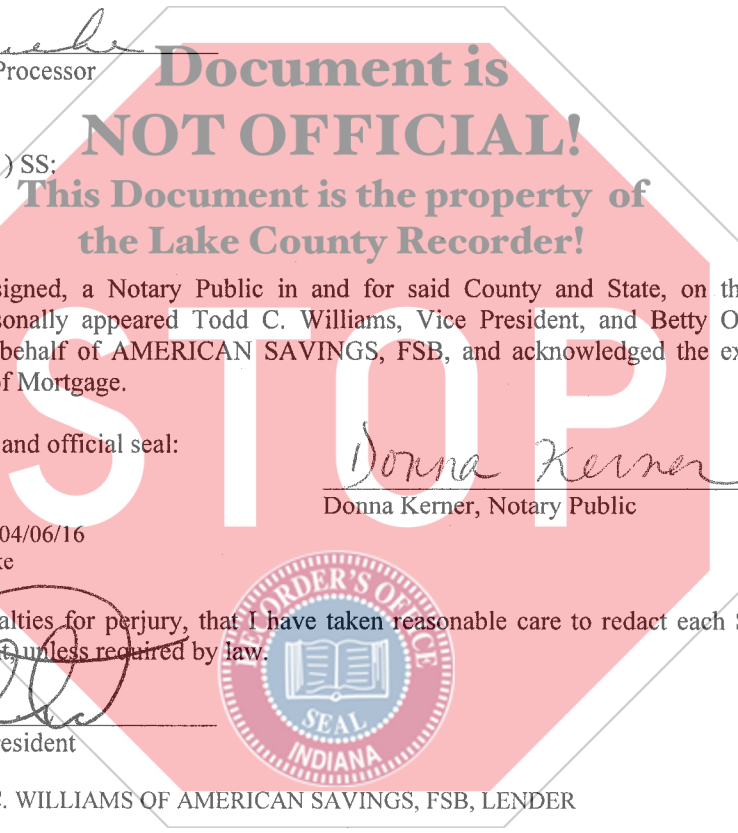 Processor
Document is
NOT OFFICIAL!
) SS:
This Document is the property of
the Lake County Recorder!
signed, a Notary Public in and for said County and State, on th
sonally appeared Todd C. Williams, Vice President, and Betty O
behalf of AMERICAN SAVINGS, FSB, and acknowledged the ex
of Mortgage.
STOP
and official seal:
Donna Kerner
Donna Kerner, Notary Public
04/06/16
ke
RECORDER'S OFFICE
alties for perjury, that I have taken reasonable care to redact each S
t, unless required by law.
SEAL
INDIANA
resident
C. WILLIAMS OF AMERICAN SAVINGS, FSB, LENDER